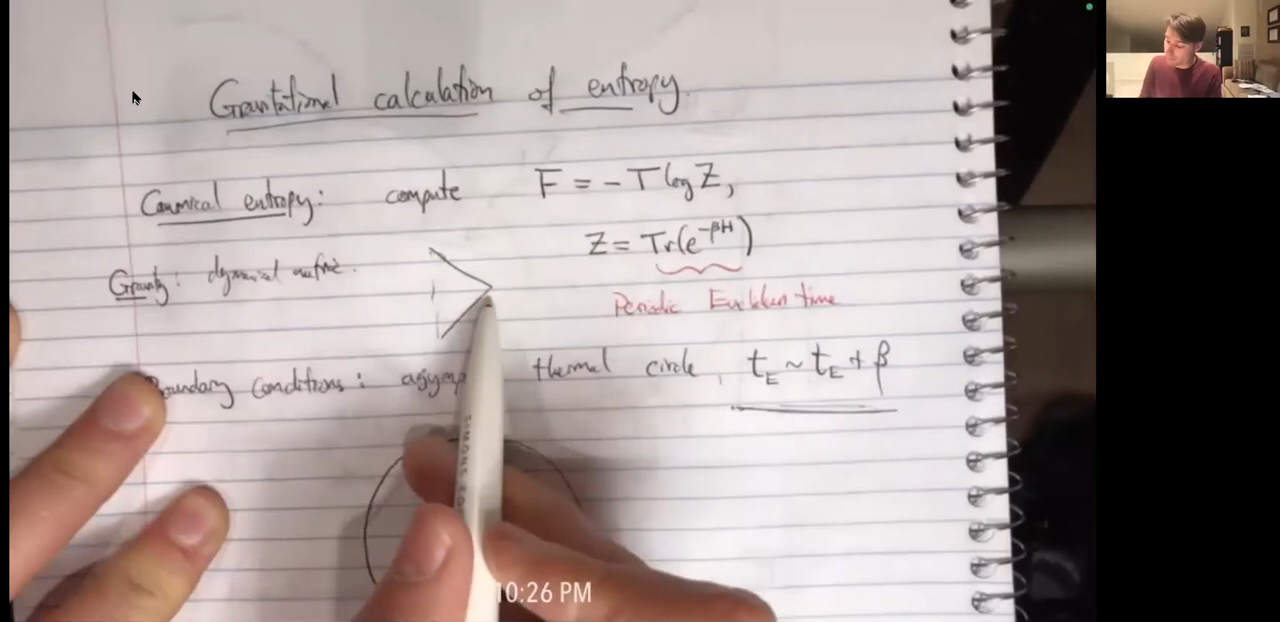 Gravitational calculation of entropy.
Canonical entropy: compute F = -T log Z,
Z = Tr(e^{-βH})
Gravity: dynamical metric.
Periodic Euclidean time
Boundary conditions: asymp thermal circle, t_E ~ t_E + β
10:26 PM